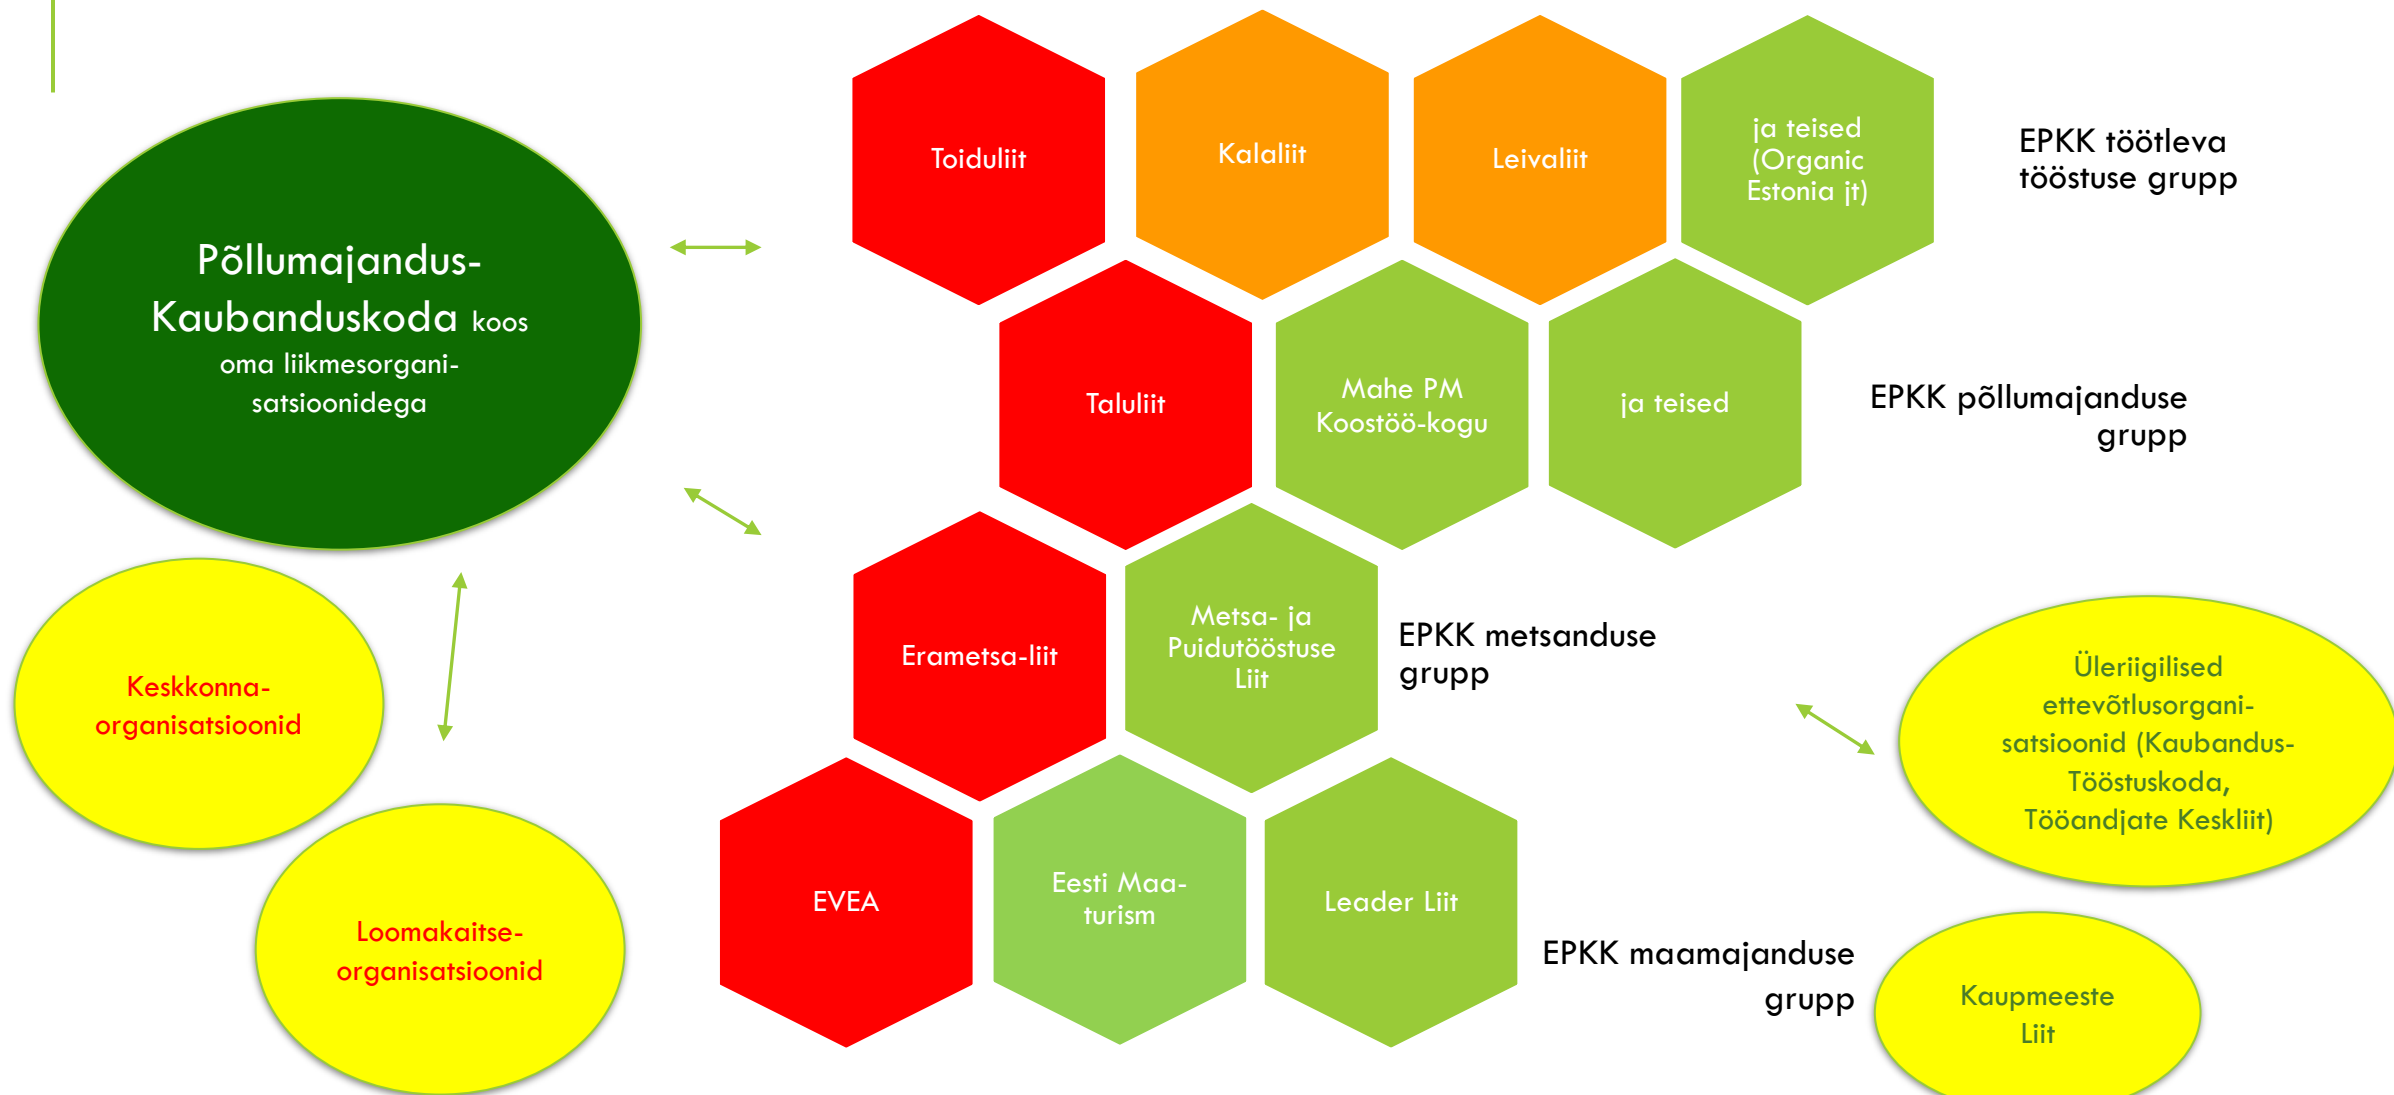 Põllumajandus-
Kaubanduskoda koos
oma liikmesorgani-
satsioonidega
Toiduliit
Kalaliit
Leivaliit
ja teised
(Organic
Estonia jt)
EPKK töötleva
tööstuse grupp
Taluliit
Mahe PM
Koostöö-kogu
ja teised
EPKK põllumajanduse
grupp
Erametsa-liit
Metsa- ja
Puidutööstuse
Liit
EPKK metsanduse
grupp
Keskkonna-
organisatsioonid
Üleriigilised
ettevõtlusorgani-
satsioonid (Kaubandus-
Tööstuskoda,
Tööandjate Keskliit)
Loomakaitse-
organisatsioonid
EVEA
Eesti Maa-
turism
Leader Liit
EPKK maamajanduse
grupp
Kaupmeeste
Liit